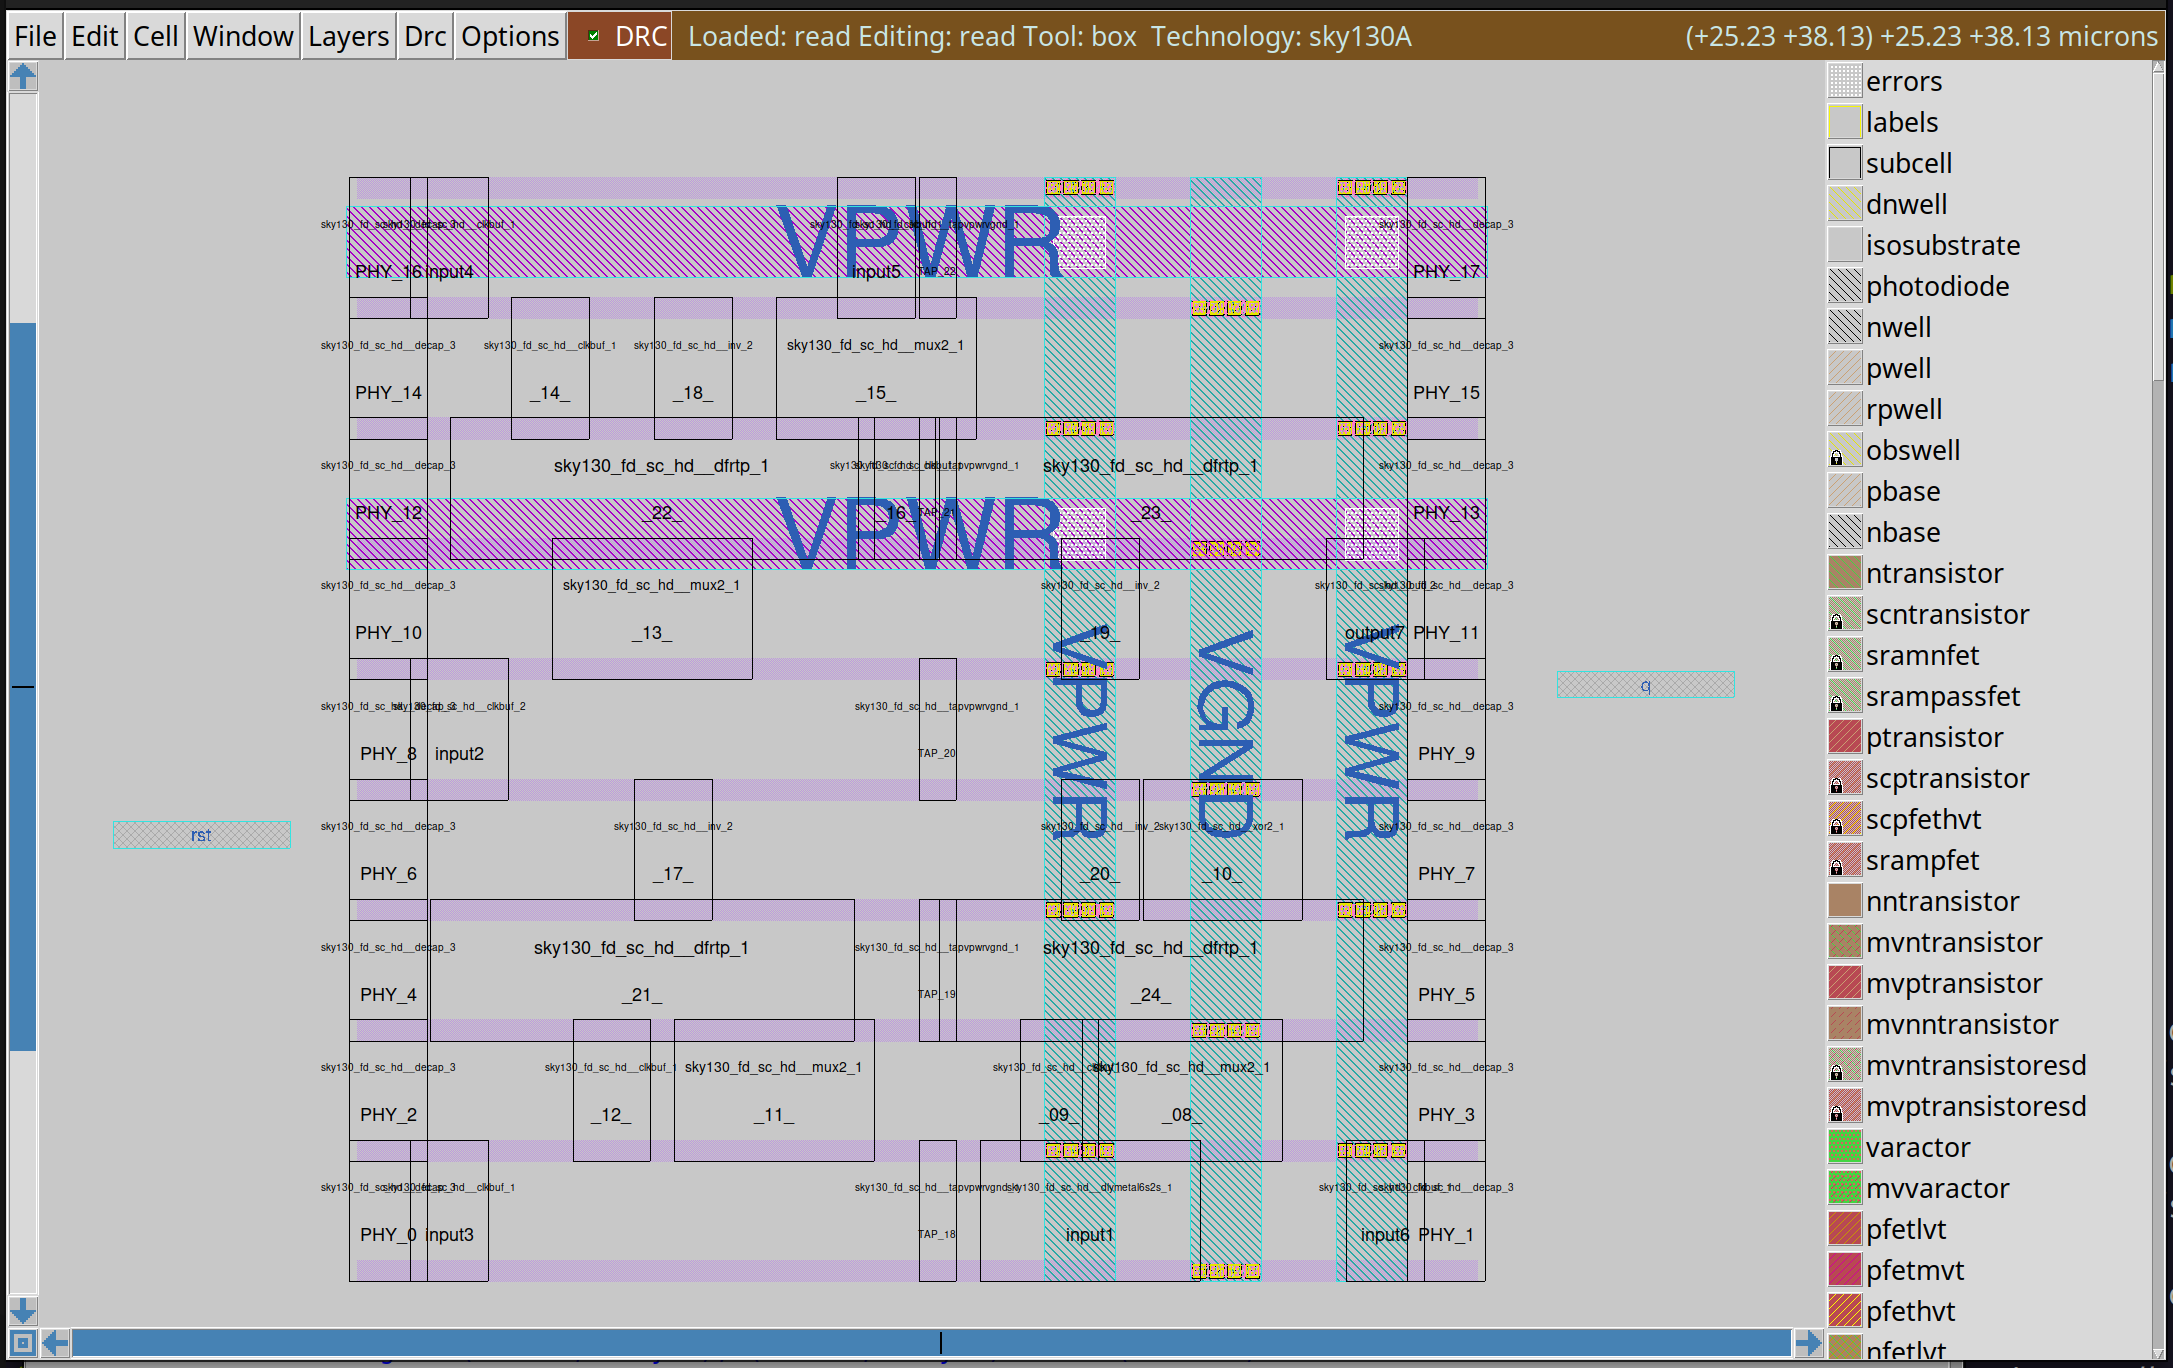 File Edit Cell Window Layers Drc Options DRC Loaded: read Editing: read Tool: box Technology: sky130A (+25.23 +38.13) +25.23 +38.13 microns
errors
labels
subcell
dnwell
isosubstrate
photodiode
nwell
pwell
rpwell
obswell
pbase
nbase
ntransistor
scntransistor
sramnfet
srampassfet
ptransistor
scptransistor
scpfethvt
srampfet
nntransistor
mvntransistor
mvptransistor
mvnntransistor
mvntransistoresd
mvptransistoresd
varactor
mvvaractor
pfetlvt
pfetmvt
pfethvt
nfetlvt
VPWR
sky130_fd_sc_hd__decap_3
PHY_16 input4 input5 TAP_22 PHY_17
sky130_fd_sc_hd__decap_3 sky130_fd_sc_hd__clkbuf_1 sky130_fd_sc_hd__inv_2 sky130_fd_sc_hd__mux2_1 sky130_fd_sc_hd__decap_3
PHY_14 _14_ _18_ _15_ PHY_15
sky130_fd_sc_hd__decap_3 sky130_fd_sc_hd__dfrtp_1 sky130_fd_sc_hd__dfrtp_1 sky130_fd_sc_hd__decap_3
VPWR
PHY_12 _22_ _16_ TAP_21 _23_ PHY_13
sky130_fd_sc_hd__decap_3 sky130_fd_sc_hd__mux2_1 sky130_fd_sc_hd__inv_2
PHY_10 _13_ _19_ output7 PHY_11
VPWR VGND VPWR
q
sky130_fd_sc_hd__tapvpwrvgnd_1 sky130_fd_sc_hd__decap_3
PHY_8 input2 TAP_20 PHY_9
rst
sky130_fd_sc_hd__decap_3 sky130_fd_sc_hd__inv_2 sky130_fd_sc_hd__inv_2 sky130_fd_sc_hd__xor2_1 sky130_fd_sc_hd__decap_3
PHY_6 _17_ _20_ _10_ PHY_7
sky130_fd_sc_hd__decap_3 sky130_fd_sc_hd__dfrtp_1 sky130_fd_sc_hd__tapvpwrvgnd_1 sky130_fd_sc_hd__dfrtp_1 sky130_fd_sc_hd__decap_3
PHY_4 _21_ TAP_19 _24_ PHY_5
sky130_fd_sc_hd__decap_3 sky130_fd_sc_hd__clkbuf_1 sky130_fd_sc_hd__mux2_1 sky130_fd_sc_hd__mux2_1 sky130_fd_sc_hd__decap_3
PHY_2 _12_ _11_ _09_ _08_ PHY_3
sky130_fd_sc_hd__tapvpwrvgnd_1 sky130_fd_sc_hd__dlymetal6s2s_1
PHY_0 input3 TAP_18 input1 input6 PHY_1